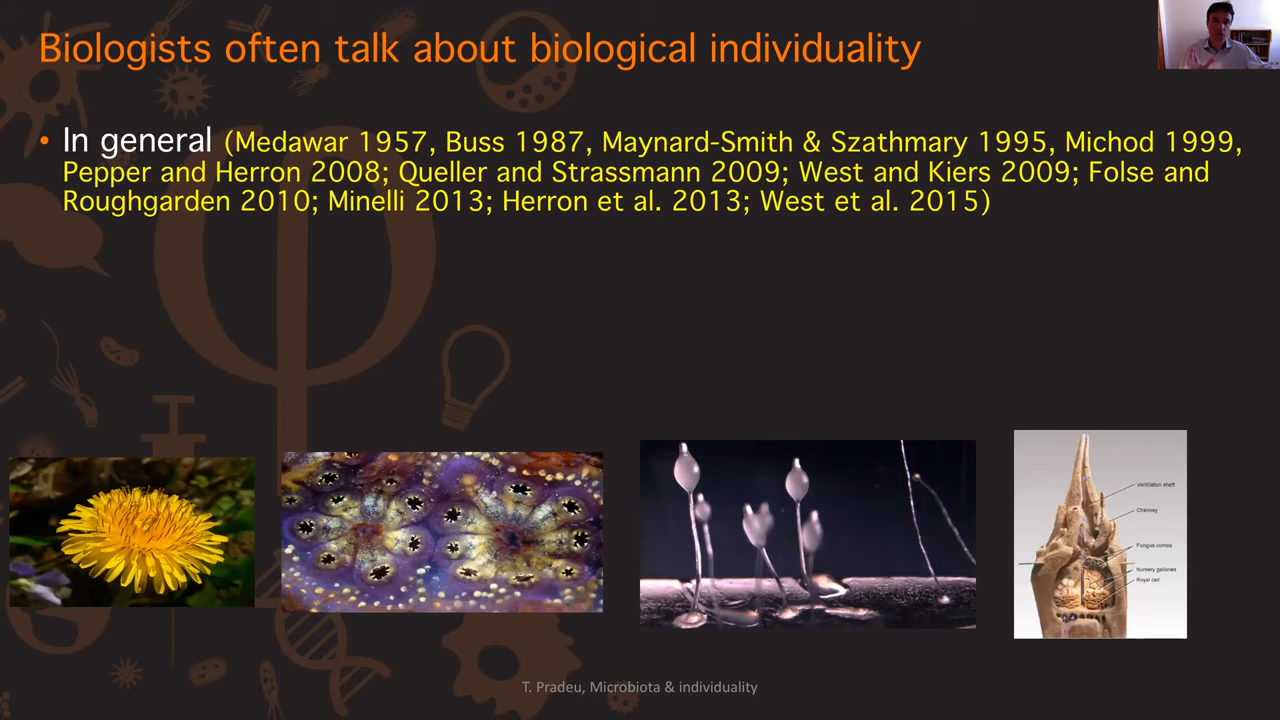 Biologists often talk about biological individuality
• In general (Medawar 1957, Buss 1987, Maynard-Smith & Szathmary 1995, Michod 1999,
Pepper and Herron 2008; Queller and Strassmann 2009; West and Kiers 2009; Folse and
Roughgarden 2010; Minelli 2013; Herron et al. 2013; West et al. 2015)
Ventilation shaft
Chimney
Fungus combs
Nursery galleries
Royal cell
T. Pradeu, Microbiota & individuality